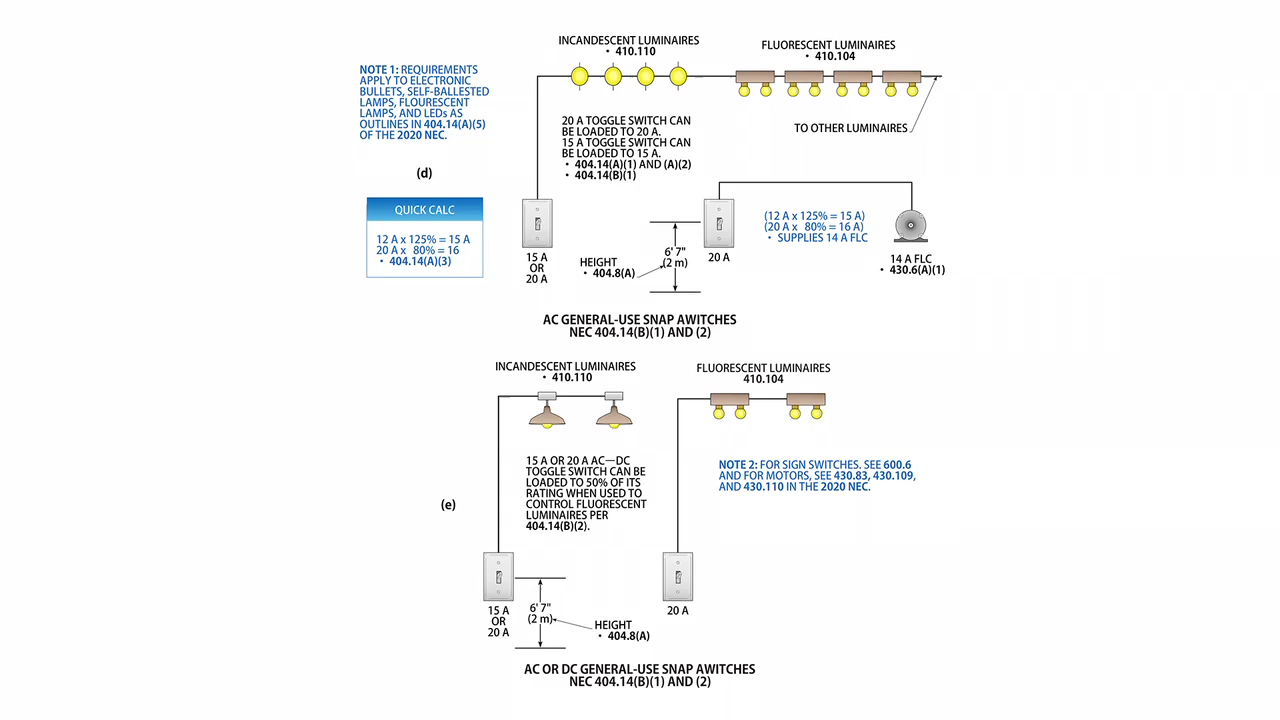 INCANDESCENT LUMINAIRES
• 410.110
FLUORESCENT LUMINAIRES
• 410.104
NOTE 1: REQUIREMENTS
APPLY TO ELECTRONIC
BULLETS, SELF-BALLESTED
LAMPS, FLOURESCENT
LAMPS, AND LEDs AS
OUTLINES IN 404.14(A)(5)
OF THE 2020 NEC.
20 A TOGGLE SWITCH CAN
BE LOADED TO 20 A.
15 A TOGGLE SWITCH CAN
BE LOADED TO 15 A.
• 404.14(A)(1) AND (A)(2)
• 404.14(B)(1)
TO OTHER LUMINAIRES
(d)
QUICK CALC
12 A x 125% = 15 A
20 A x 80% = 16
• 404.14(A)(3)
15 A
OR
20 A
HEIGHT
• 404.8(A)
6' 7"
(2 m)
20 A
(12 A x 125% = 15 A)
(20 A x 80% = 16 A)
• SUPPLIES 14 A FLC
14 A FLC
• 430.6(A)(1)
AC GENERAL-USE SNAP AWITCHES
NEC 404.14(B)(1) AND (2)
INCANDESCENT LUMINAIRES
• 410.110
FLUORESCENT LUMINAIRES
410.104
15 A OR 20 A AC—DC
TOGGLE SWITCH CAN BE
LOADED TO 50% OF ITS
RATING WHEN USED TO
CONTROL FLUORESCENT
LUMINAIRES PER
404.14(B)(2).
NOTE 2: FOR SIGN SWITCHES. SEE 600.6
AND FOR MOTORS, SEE 430.83, 430.109,
AND 430.110 IN THE 2020 NEC.
(e)
15 A
OR
20 A
6' 7"
(2 m)
HEIGHT
• 404.8(A)
20 A
AC OR DC GENERAL-USE SNAP AWITCHES
NEC 404.14(B)(1) AND (2)